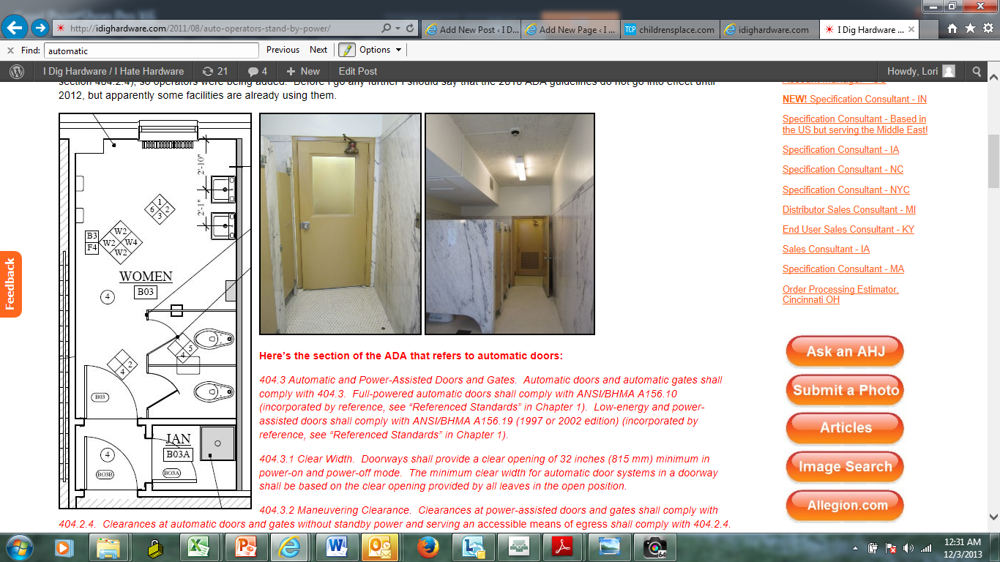 http://idighardware.com/2011/08/auto-operators-stand-by-power/
Add New Post ‹ I D...
Add New Page ‹ I ...
TCP childrensplace.com
idighardware.com
I Dig Hardware ...
Find: automatic Previous Next Options
I Dig Hardware / I Hate Hardware 21 4 New Edit Post Howdy, Lori
section 404.2.4), so operators were being added. Before I go any further I should say that the 2010 ADA guidelines do not go into effect until
2012, but apparently some facilities are already using them.
2'-10"
2'-1"
1
6 2
3
B3
F4
W2
W2 W4
W2
WOMEN
B03
4
5
4
2
4
B03
JAN
B03A
4
B03B
B03A
Here's the section of the ADA that refers to automatic doors:
404.3 Automatic and Power-Assisted Doors and Gates. Automatic doors and automatic gates shall
comply with 404.3. Full-powered automatic doors shall comply with ANSI/BHMA A156.10
(incorporated by reference, see “Referenced Standards” in Chapter 1). Low-energy and power-
assisted doors shall comply with ANSI/BHMA A156.19 (1997 or 2002 edition) (incorporated by
reference, see “Referenced Standards” in Chapter 1).
404.3.1 Clear Width. Doorways shall provide a clear opening of 32 inches (815 mm) minimum in
power-on and power-off mode. The minimum clear width for automatic door systems in a doorway
shall be based on the clear opening provided by all leaves in the open position.
404.3.2 Maneuvering Clearance. Clearances at power-assisted doors and gates shall comply with
404.2.4. Clearances at automatic doors and gates without standby power and serving an accessible means of egress shall comply with 404.2.4.
NEW! Specification Consultant - IN
Specification Consultant - Based in
the US but serving the Middle East!
Specification Consultant - IA
Specification Consultant - NC
Specification Consultant - NYC
Distributor Sales Consultant - MI
End User Sales Consultant - KY
Sales Consultant - IA
Specification Consultant - MA
Order Processing Estimator,
Cincinnati OH
Ask an AHJ
Submit a Photo
Articles
Image Search
Allegion.com
Feedback
64
12:31 AM
12/3/2013